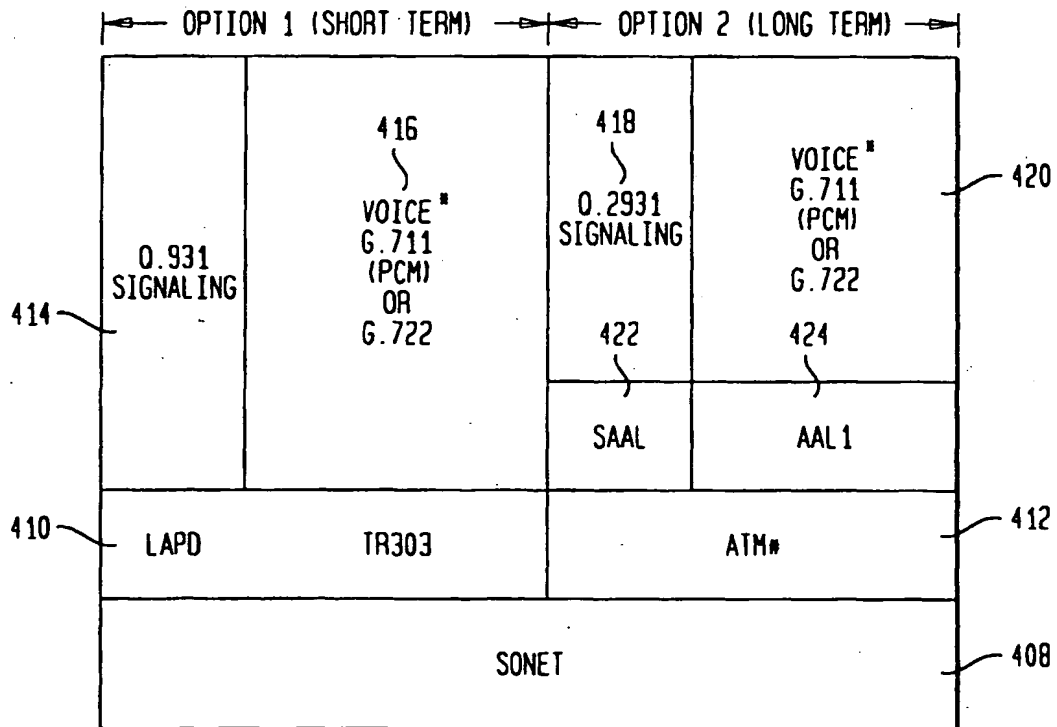 OPTION 1 (SHORT TERM)
OPTION 2 (LONG TERM)
416
VOICE*
G.711
(PCM)
OR
G.722
418
Q.2931
SIGNALING
VOICE*
G.711
(PCM)
OR
G.722
420
Q.931
SIGNALING
414
422
424
SAAL
AAL1
410
LAPD
TR303
ATM*
412
SONET
408